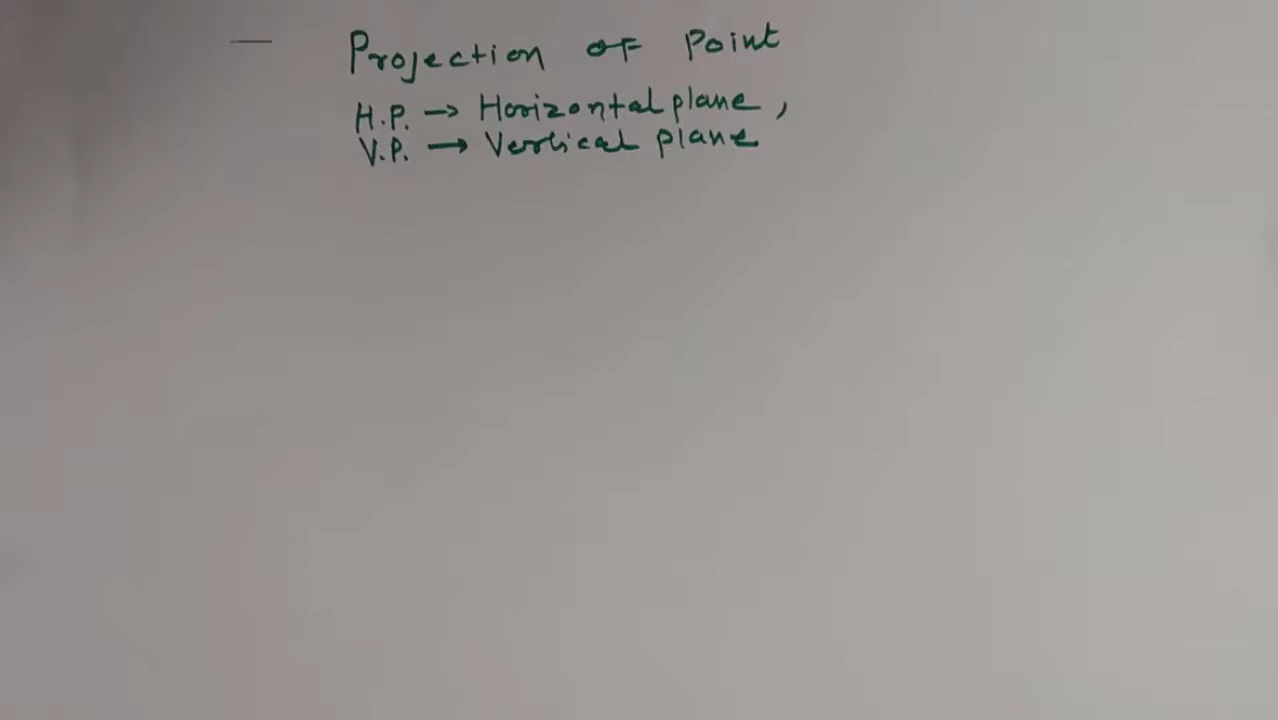 Projection of Point
H.P. → Horizontal plane,
V.P. → Vertical plane